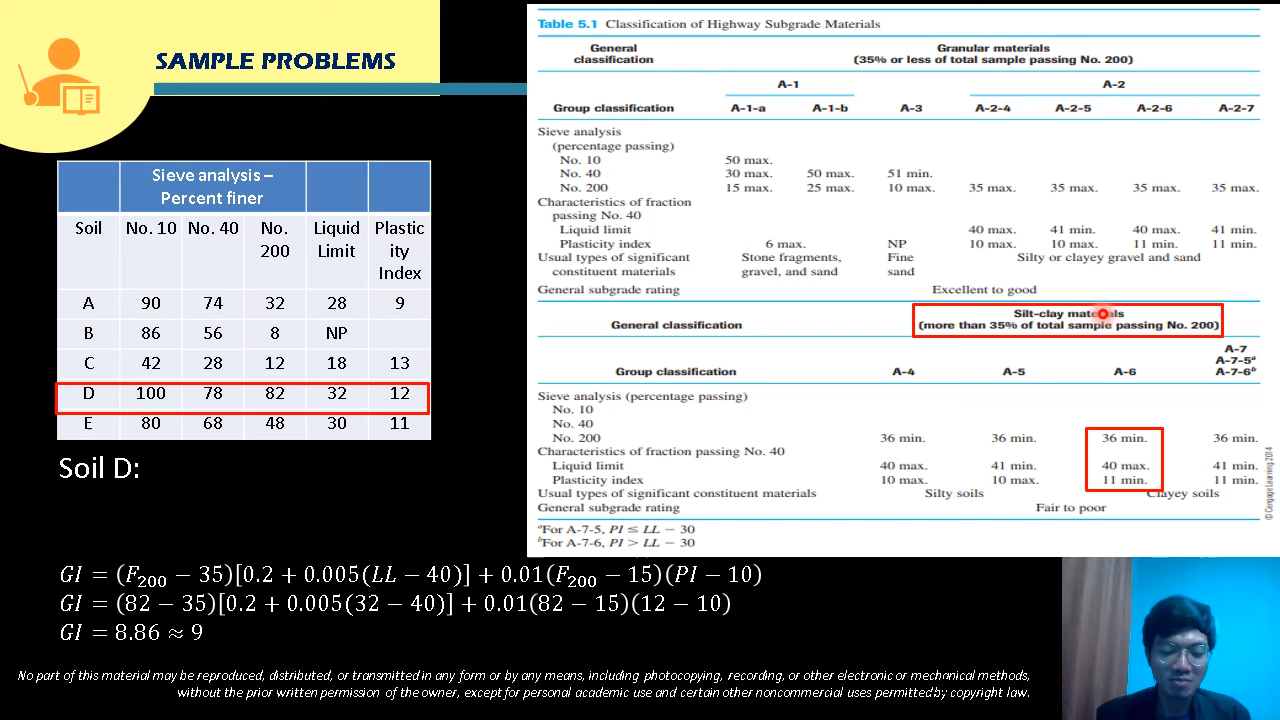 SAMPLE PROBLEMS
Sieve analysis –
Percent finer
Soil No. 10 No. 40 No. 200 Liquid Limit Plastic ity Index
A 90 74 32 28 9
B 86 56 8 NP
C 42 28 12 18 13
D 100 78 82 32 12
E 80 68 48 30 11
Soil D:
GI = (F₂₀₀ − 35)[0.2 + 0.005(LL − 40)] + 0.01(F₂₀₀ − 15)(PI − 10)
GI = (82 − 35)[0.2 + 0.005(32 − 40)] + 0.01(82 − 15)(12 − 10)
GI = 8.86 ≈ 9
Table 5.1 Classification of Highway Subgrade Materials
General classification Granular materials
(35% or less of total sample passing No. 200)
A-1 A-2
Group classification A-1-a A-1-b A-3 A-2-4 A-2-5 A-2-6 A-2-7
Sieve analysis
(percentage passing)
No. 10 50 max.
No. 40 30 max. 50 max. 51 min.
No. 200 15 max. 25 max. 10 max. 35 max. 35 max. 35 max. 35 max.
Characteristics of fraction
passing No. 40
Liquid limit 40 max. 41 min. 40 max. 41 min.
Plasticity index 6 max. NP 10 max. 10 max. 11 min. 11 min.
Usual types of significant Stone fragments, Fine Silty or clayey gravel and sand
constituent materials gravel, and sand sand
General subgrade rating Excellent to good
General classification Silt-clay materials
(more than 35% of total sample passing No. 200)
Group classification A-4 A-5 A-6 A-7
A-7-5ᵃ
A-7-6ᵇ
Sieve analysis (percentage passing)
No. 10
No. 40
No. 200 36 min. 36 min. 36 min. 36 min.
Characteristics of fraction passing No. 40
Liquid limit 40 max. 41 min. 40 max. 41 min.
Plasticity index 10 max. 10 max. 11 min. 11 min.
Usual types of significant constituent materials Silty soils Clayey soils
General subgrade rating Fair to poor
ᵃFor A-7-5, PI ≤ LL − 30
ᵇFor A-7-6, PI > LL − 30
© Cengage Learning 2014
No part of this material may be reproduced, distributed, or transmitted in any form or by any means, including photocopying, recording, or other electronic or mechanical methods,
without the prior written permission of the owner, except for personal academic use and certain other noncommercial uses permitted by copyright law.